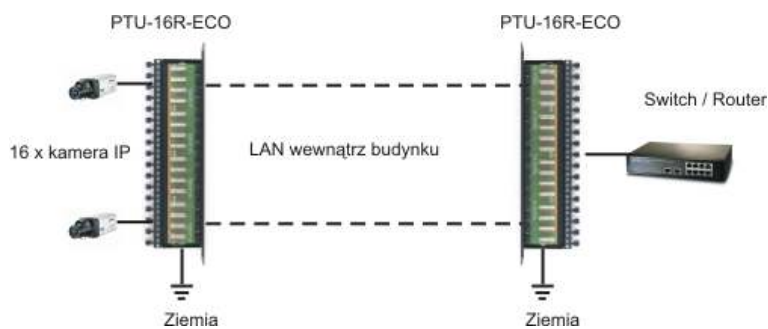 PTU-16R-ECO
PTU-16R-ECO
Switch / Router
16 x kamera IP
LAN wewnątrz budynku
Ziemia
Ziemia